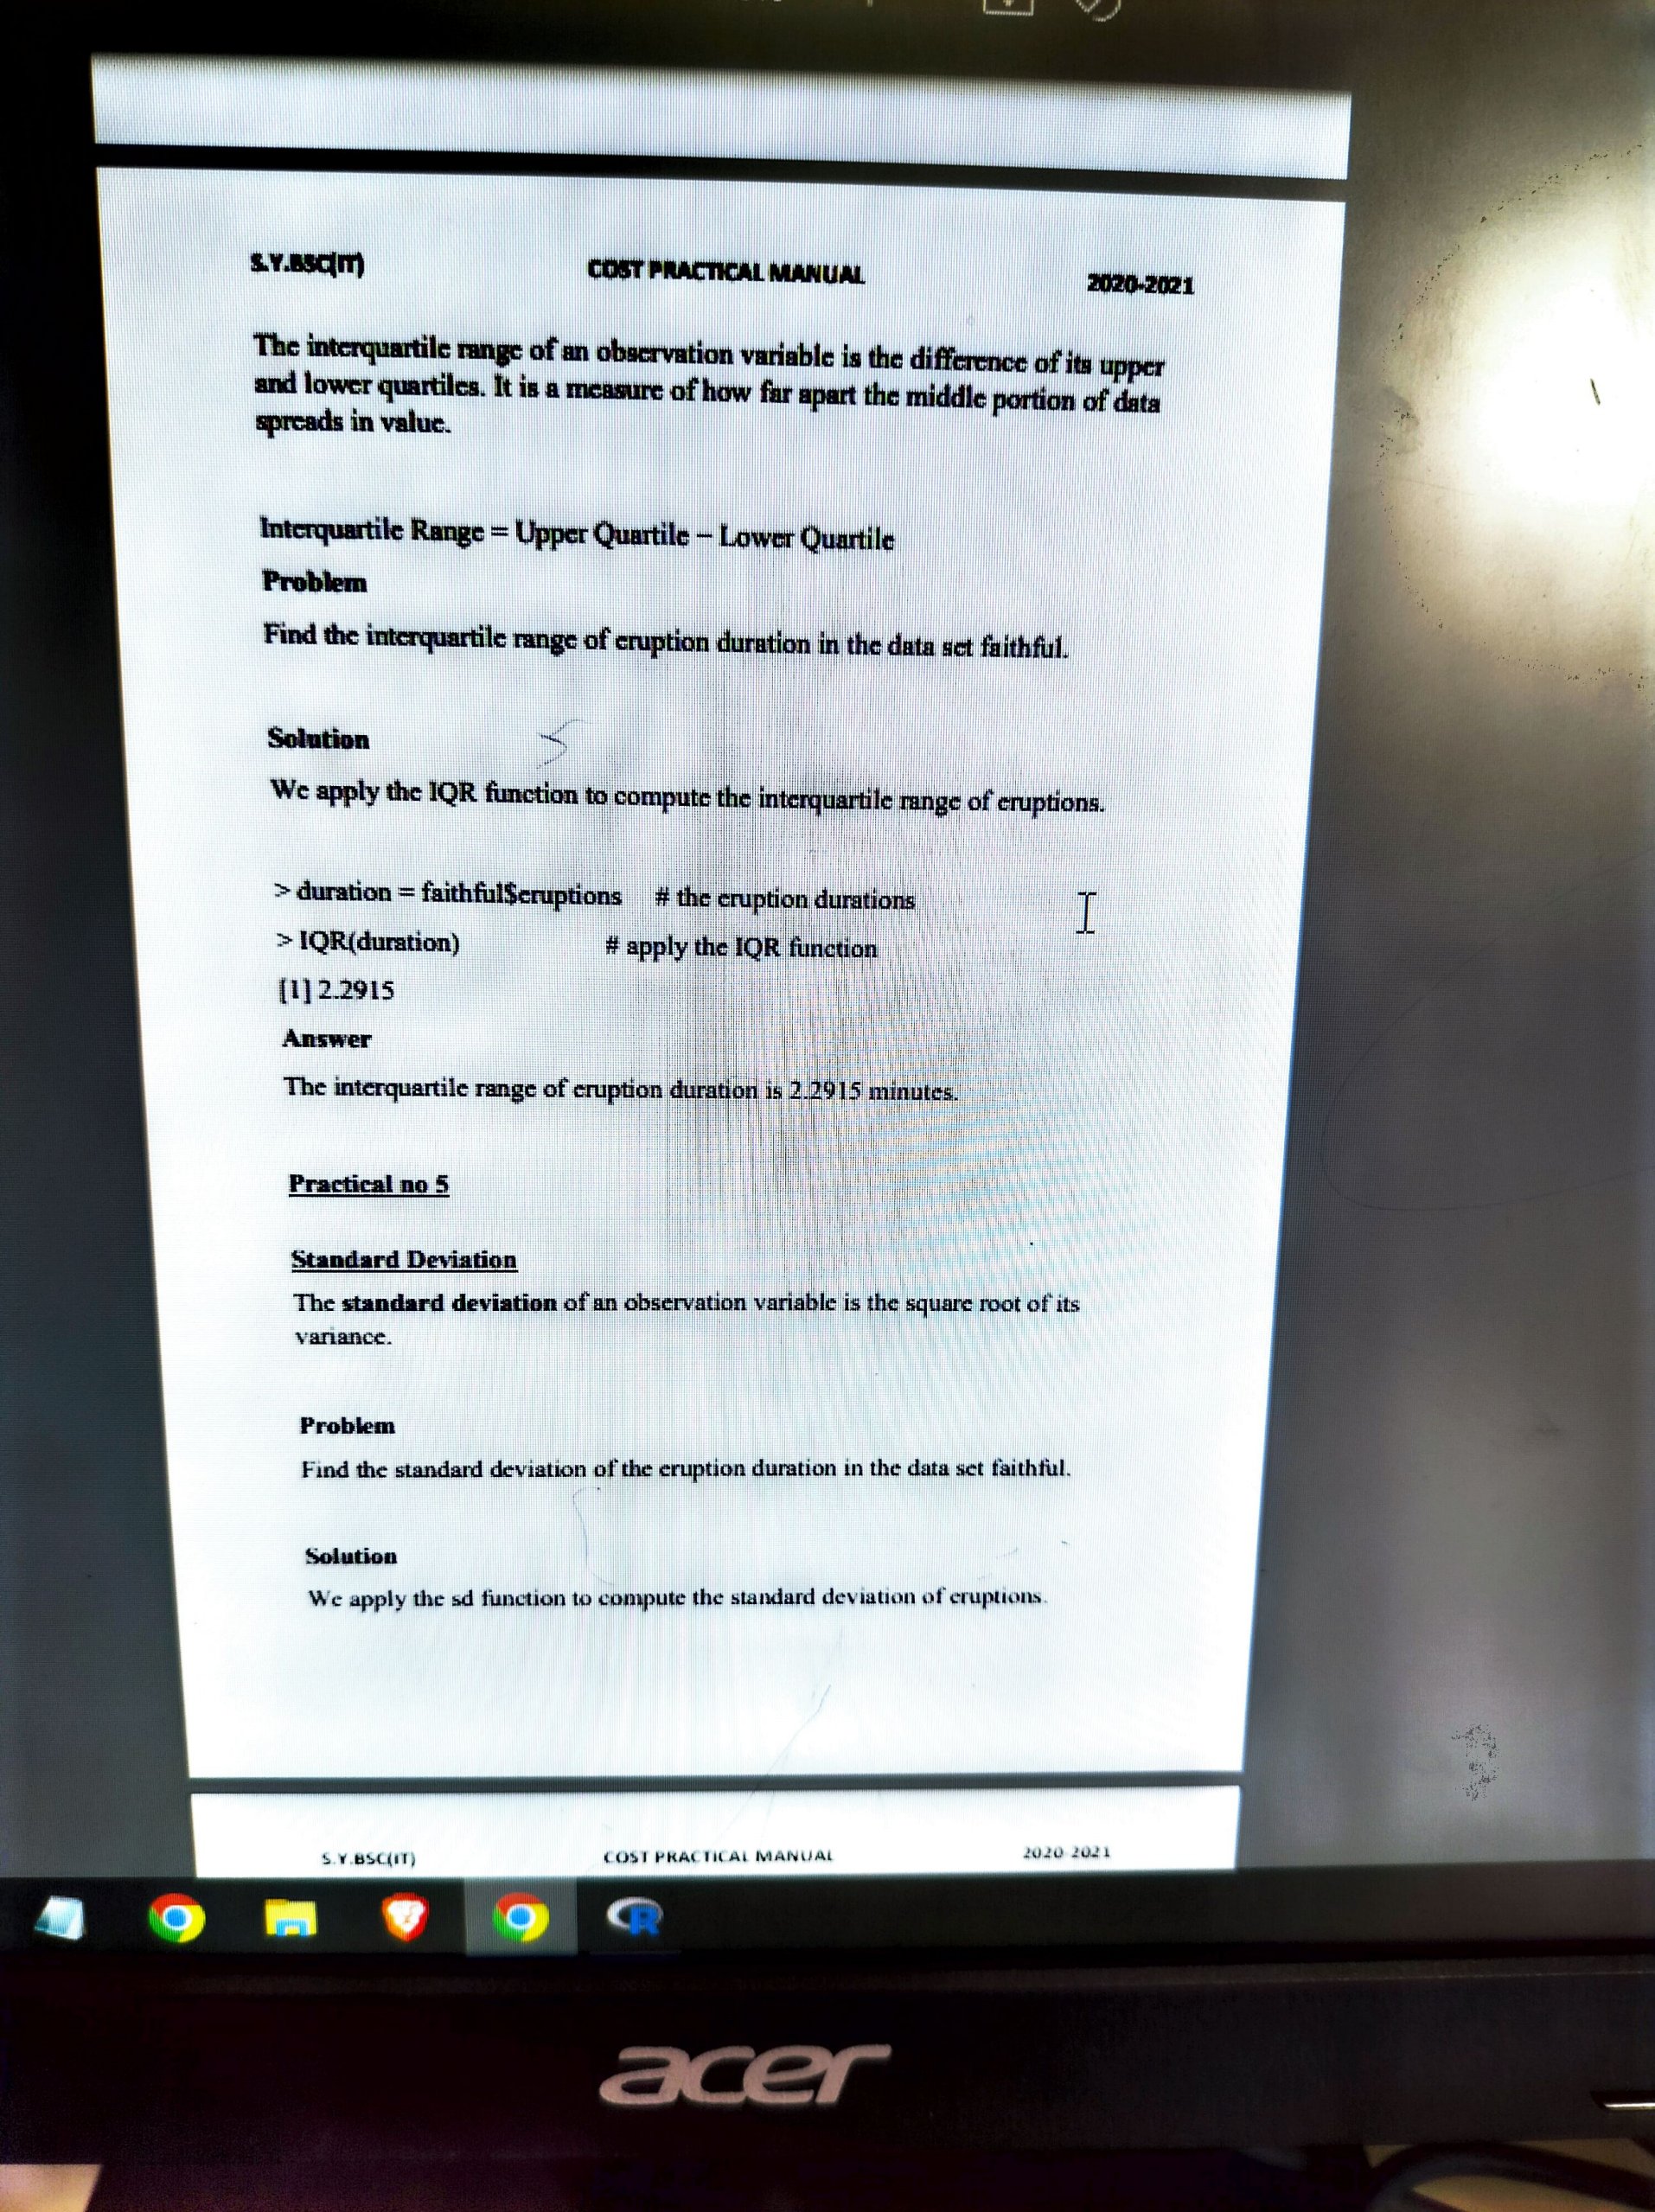 S.Y.BSC(IT) COST PRACTICAL MANUAL 2020-2021
The interquartile range of an observation variable is the difference of its upper
and lower quartiles. It is a measure of how far apart the middle portion of data
spreads in value.
Interquartile Range = Upper Quartile – Lower Quartile
Problem
Find the interquartile range of eruption duration in the data set faithful.
Solution
We apply the IQR function to compute the interquartile range of eruptions.
> duration = faithful$eruptions # the eruption durations
> IQR(duration) # apply the IQR function
[1] 2.2915
Answer
The interquartile range of eruption duration is 2.2915 minutes.
Practical no 5
Standard Deviation
The standard deviation of an observation variable is the square root of its
variance.
Problem
Find the standard deviation of the eruption duration in the data set faithful.
Solution
We apply the sd function to compute the standard deviation of eruptions.
S.Y.BSC(IT) COST PRACTICAL MANUAL 2020-2021
R
acer